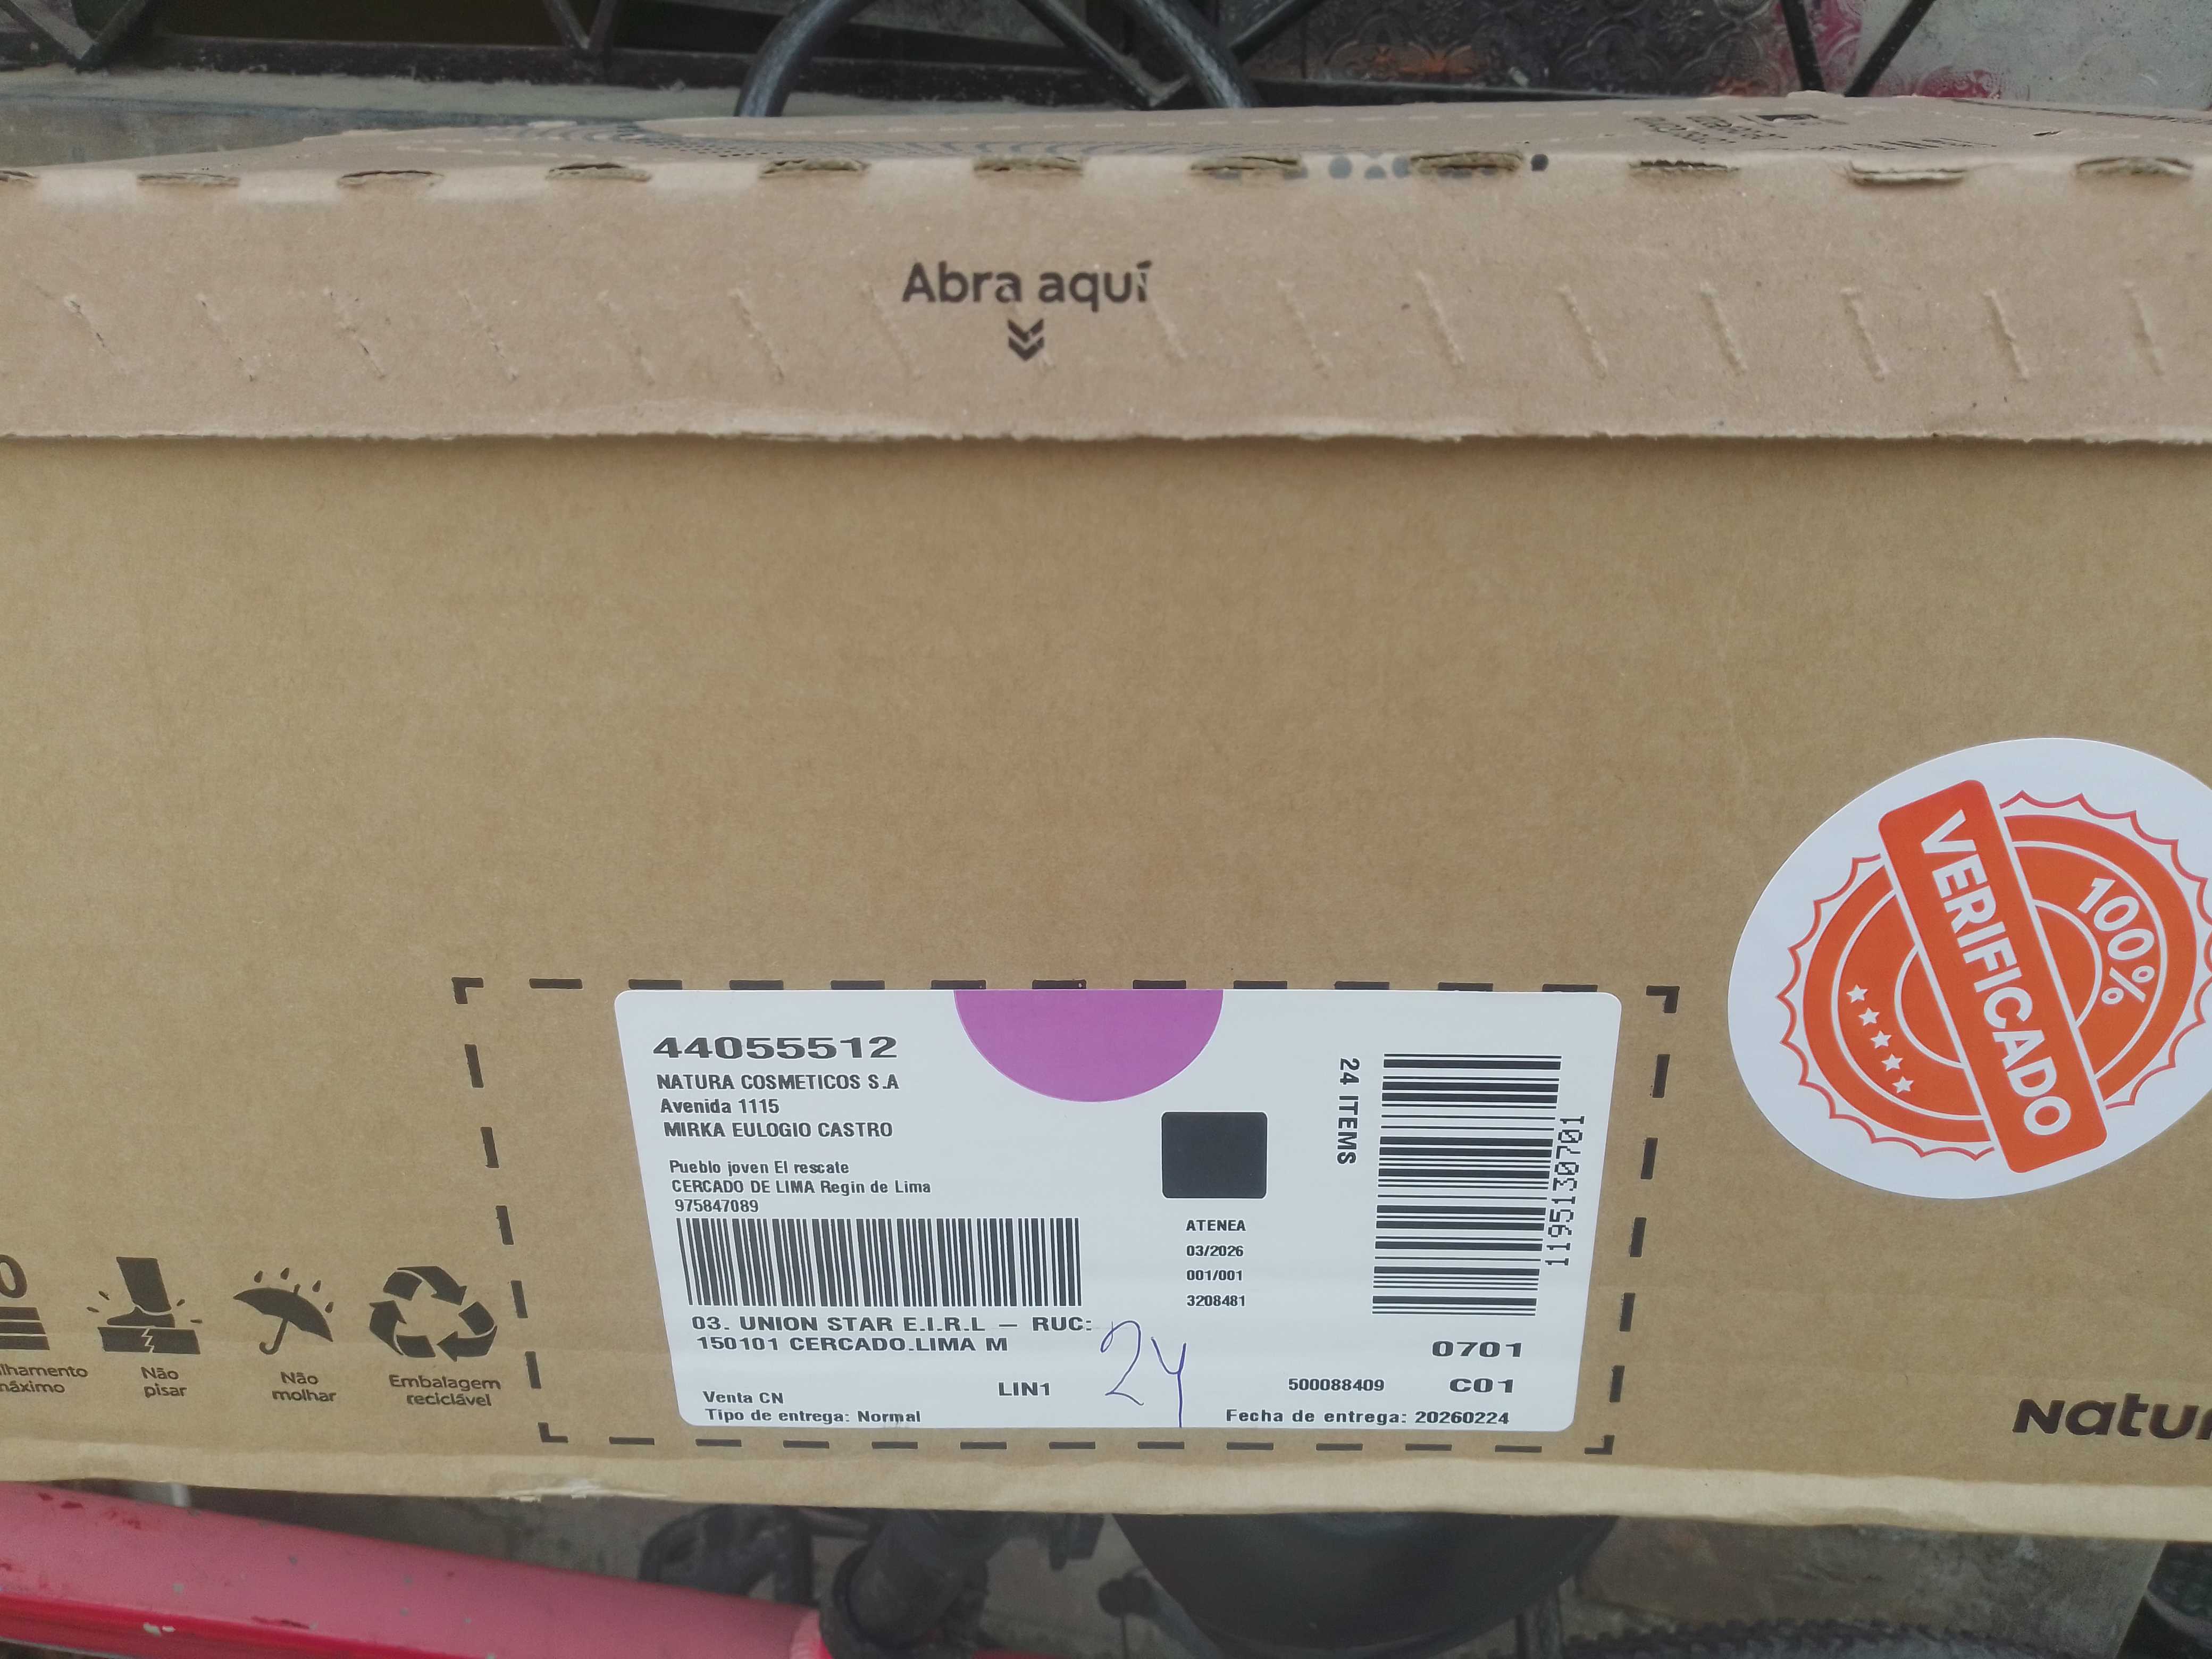 Abra aquí
VERIFICADO
100%
44055512
NATURA COSMETICOS S.A
Avenida 1115
MIRKA EULOGIO CASTRO
Pueblo joven El rescate
CERCADO DE LIMA Regin de Lima
975847089
24 ITEMS
1195130701
ATENEA
03/2026
001/001
3208481
03. UNION STAR E.I.R.L — RUC:
150101 CERCADO.LIMA M
24
0701
LIN1
500088409 C01
Venta CN
Tipo de entrega: Normal
Fecha de entrega: 20260224
Não
pisar
Não
molhar
Embalagem
reciclável